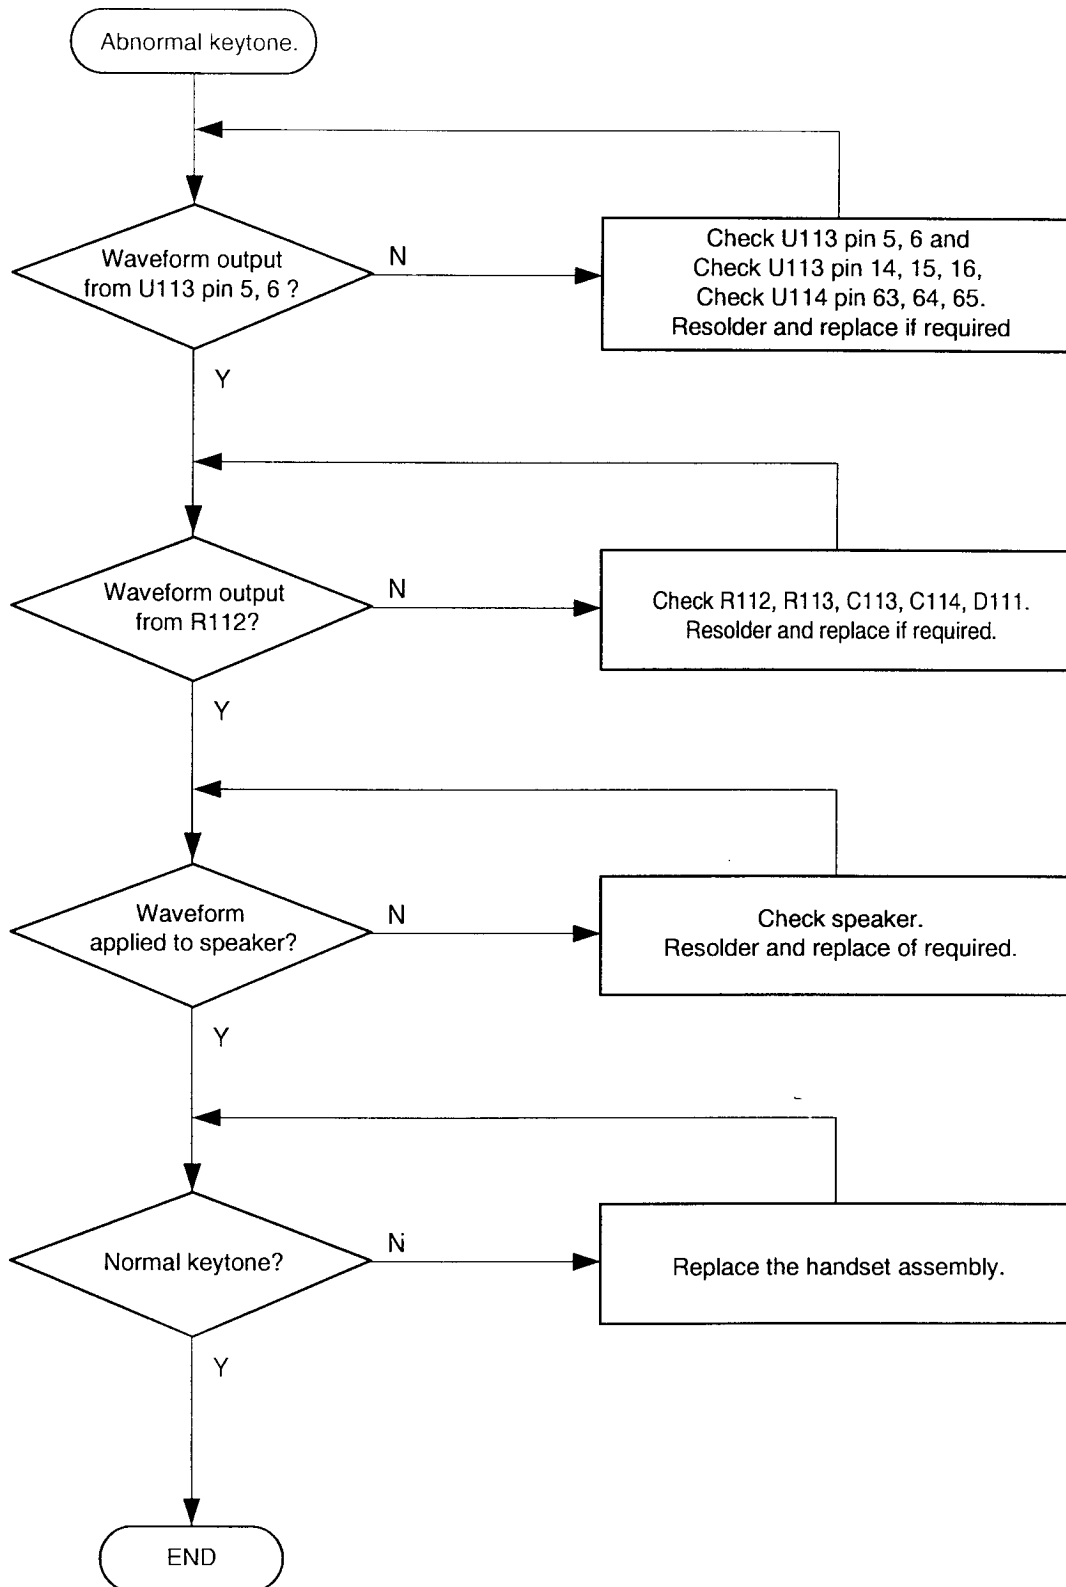 Abnormal keytone.
Waveform output
from U113 pin 5, 6 ?
N
Check U113 pin 5, 6 and
Check U113 pin 14, 15, 16,
Check U114 pin 63, 64, 65.
Resolder and replace if required
Y
Waveform output
from R112?
N
Check R112, R113, C113, C114, D111.
Resolder and replace if required.
Y
Waveform
applied to speaker?
N
Check speaker.
Resolder and replace of required.
Y
Normal keytone?
N
Replace the handset assembly.
Y
END